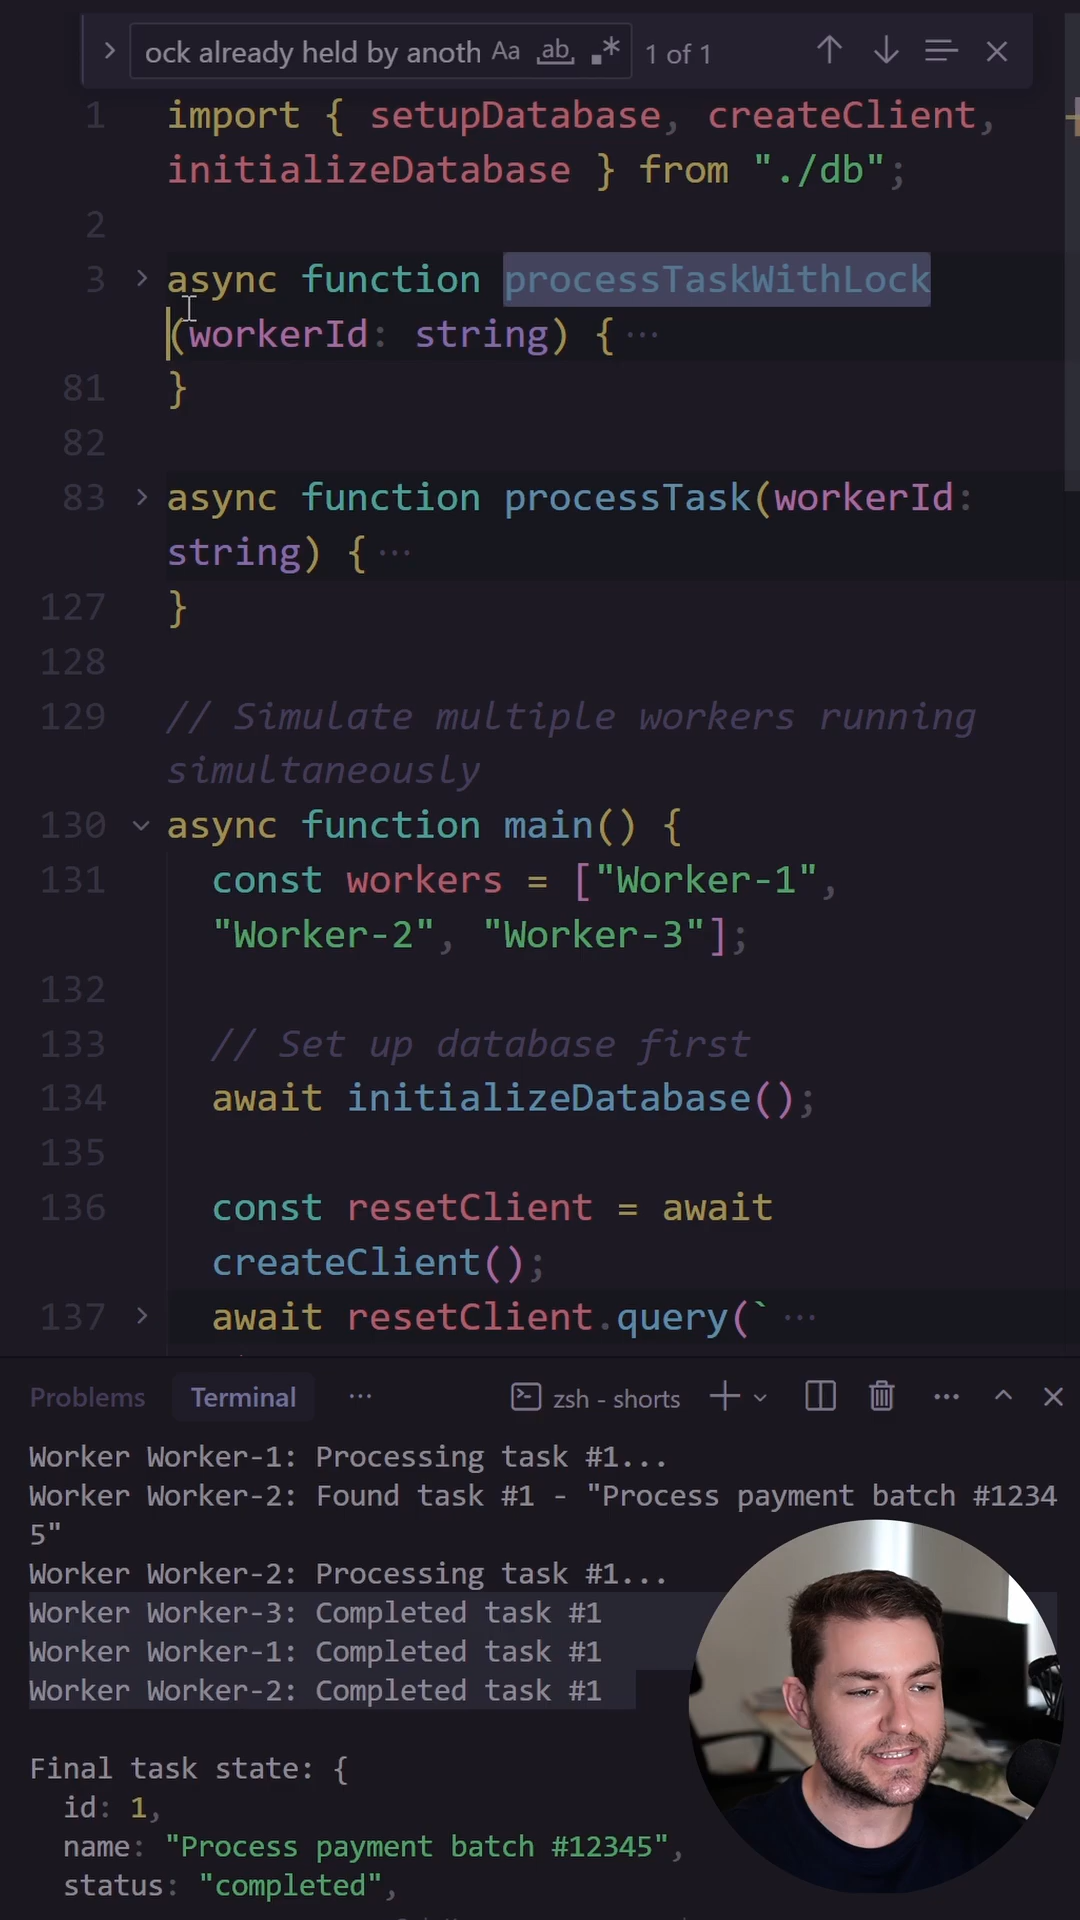 ock already held by anoth Aa ab .* 1 of 1
1 import { setupDatabase, createClient,
initializeDatabase } from "./db";
2
3 async function processTaskWithLock
(workerId: string) { ···
81 }
82
83 async function processTask(workerId:
string) { ···
127 }
128
129 // Simulate multiple workers running
simultaneously
130 async function main() {
131 const workers = ["Worker-1",
"Worker-2", "Worker-3"];
132
133 // Set up database first
134 await initializeDatabase();
135
136 const resetClient = await
createClient();
137 await resetClient.query(` ···
Problems Terminal ··· zsh - shorts
Worker Worker-1: Processing task #1...
Worker Worker-2: Found task #1 - "Process payment batch #1234
5"
Worker Worker-2: Processing task #1...
Worker Worker-3: Completed task #1
Worker Worker-1: Completed task #1
Worker Worker-2: Completed task #1
Final task state: {
id: 1,
name: "Process payment batch #12345",
status: "completed",